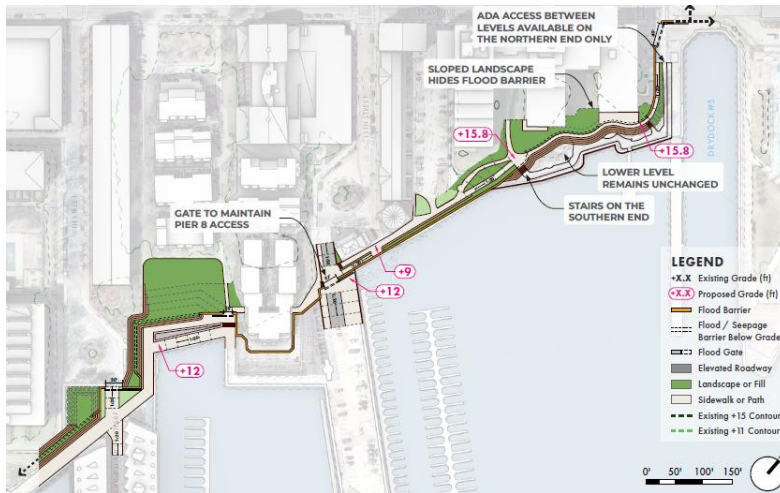 ADA ACCESS BETWEEN
LEVELS AVAILABLE ON
THE NORTHERN END ONLY
SLOPED LANDSCAPE
HIDES FLOOD BARRIER
+15.8
+15.8
DRYDOCK #5
LOWER LEVEL
REMAINS UNCHANGED
STAIRS ON THE
SOUTHERN END
GATE TO MAINTAIN
PIER 8 ACCESS
+9
+12
+12
LEGEND
+X.X Existing Grade (ft)
+X.X Proposed Grade (ft)
Flood Barrier
Flood / Seepage
Barrier Below Grade
Flood Gate
Elevated Roadway
Landscape or Fill
Sidewalk or Path
Existing +15 Contour
Existing +11 Contour
0' 50' 100' 150'